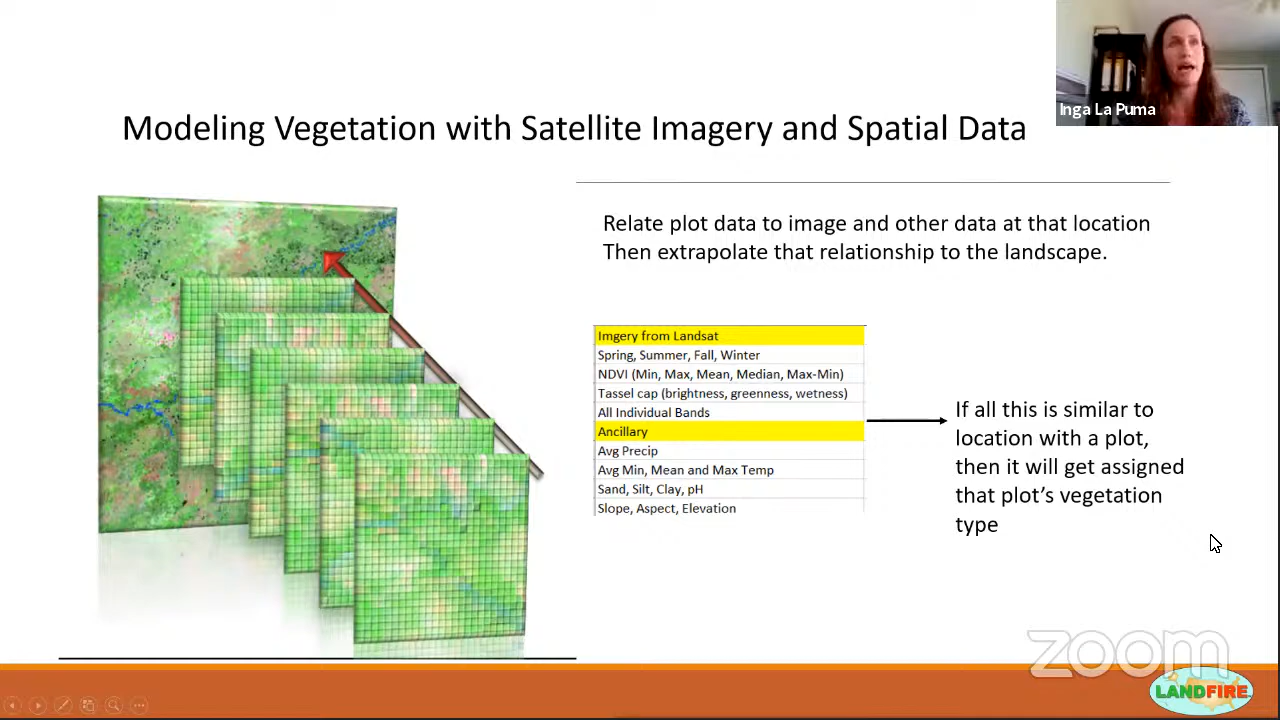 Inga La Puma
Modeling Vegetation with Satellite Imagery and Spatial Data
Relate plot data to image and other data at that location
Then extrapolate that relationship to the landscape.
Imgery from Landsat
Spring, Summer, Fall, Winter
NDVI (Min, Max, Mean, Median, Max-Min)
Tassel cap (brightness, greenness, wetness)
All Individual Bands
Ancillary
Avg Precip
Avg Min, Mean and Max Temp
Sand, Silt, Clay, pH
Slope, Aspect, Elevation
If all this is similar to
location with a plot,
then it will get assigned
that plot's vegetation
type
zoom
LANDFIRE